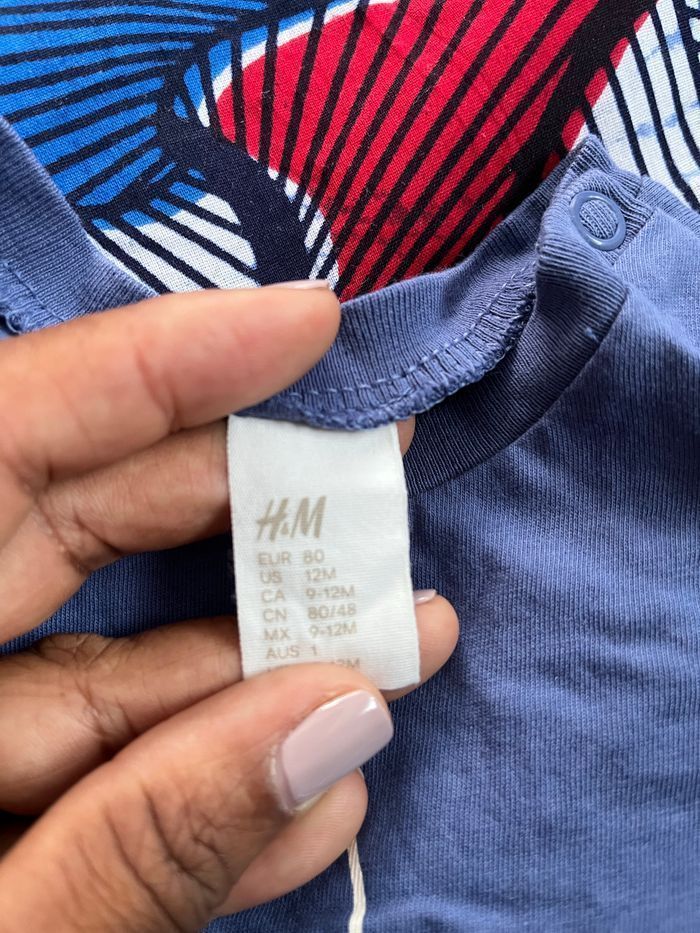 H&M
EUR 80
US 12M
CA 9-12M
CN 80/48
MX 9-12M
AUS 1